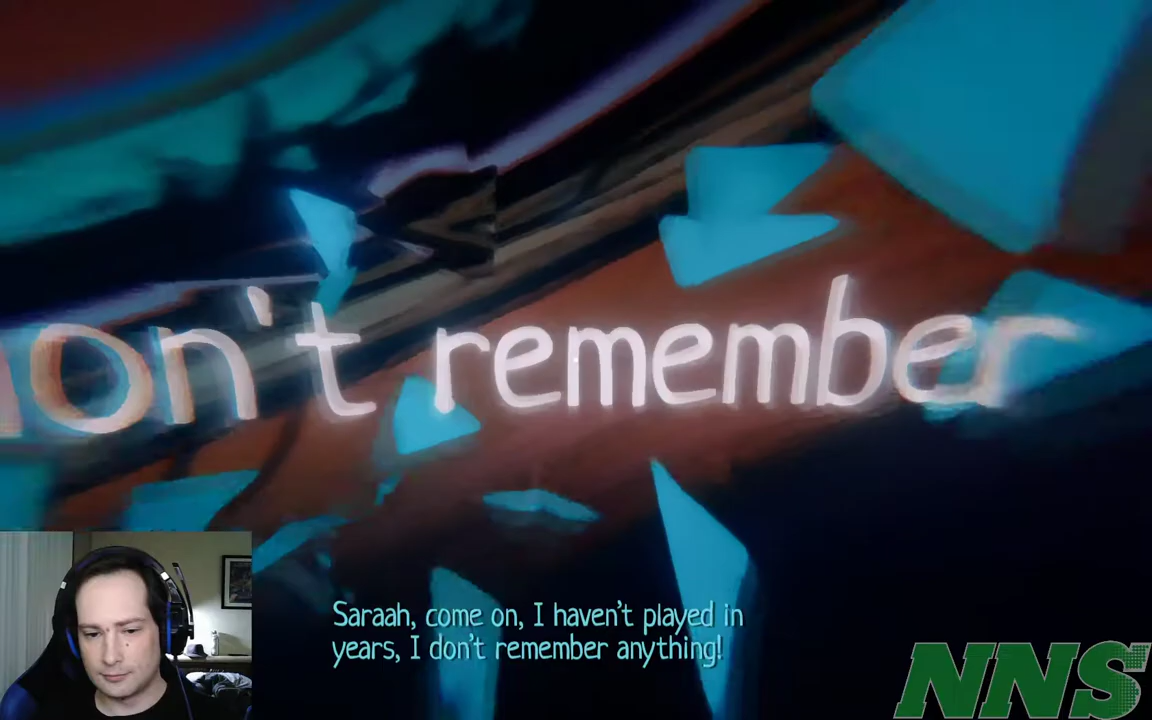 on't remember
Saraah, come on, I haven't played in
years, I don't remember anything!
NNS